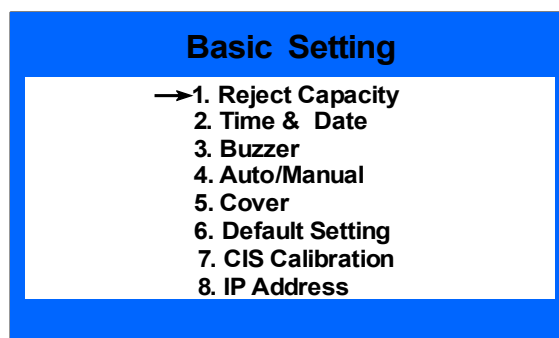 Basic Setting
1. Reject Capacity
2. Time & Date
3. Buzzer
4. Auto/Manual
5. Cover
6. Default Setting
7. CIS Calibration
8. IP Address